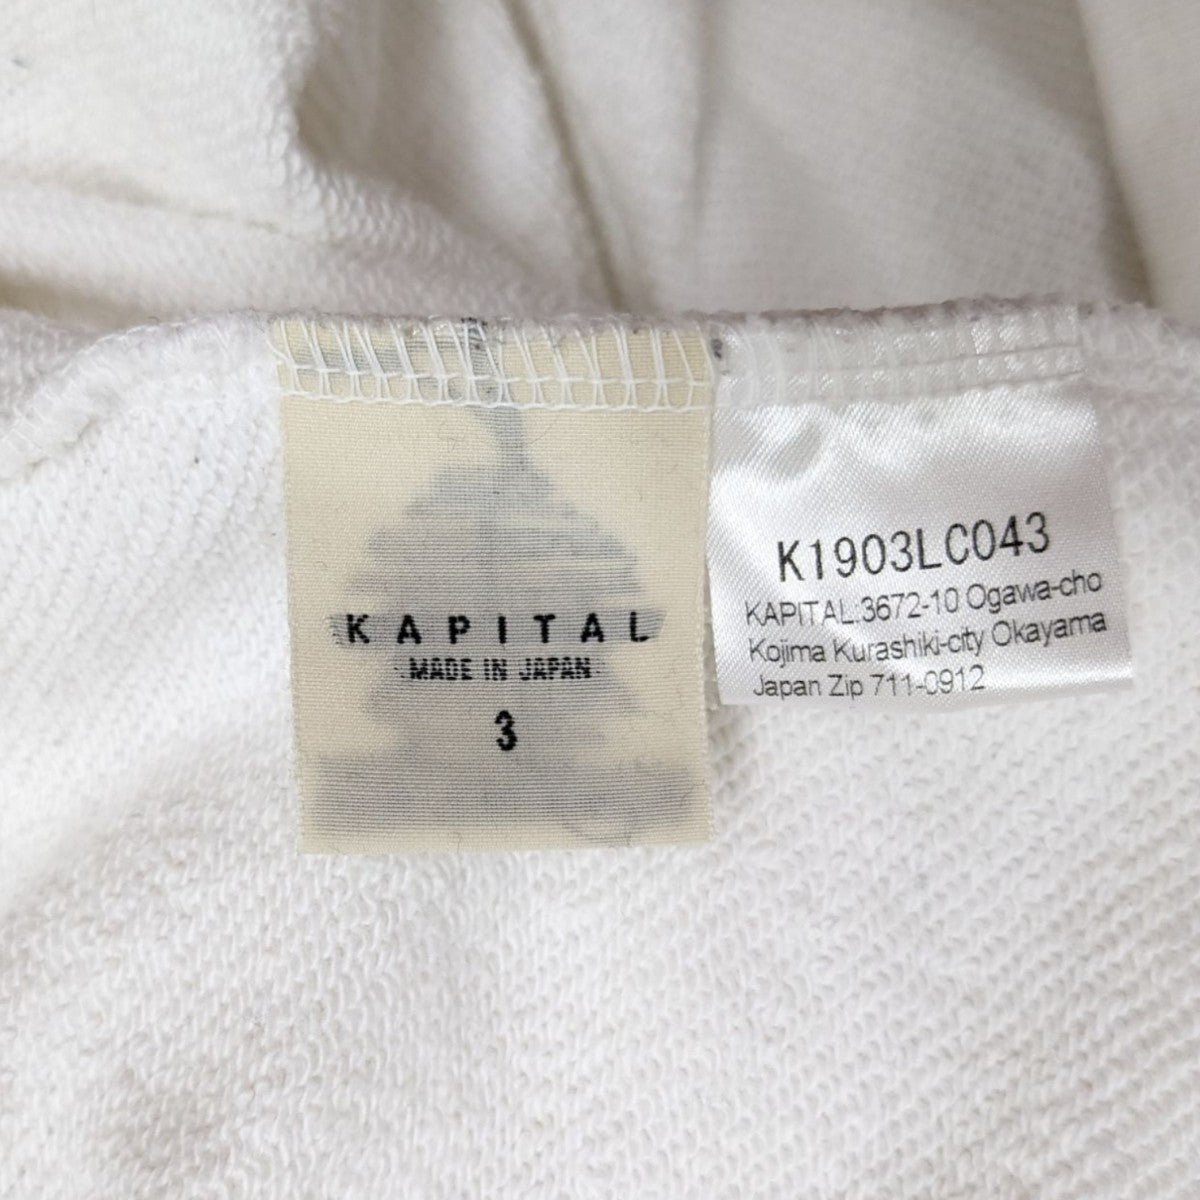 KAPITAL
MADE IN JAPAN
3
K1903LC043
KAPITAL.3672-10 Ogawa-cho
Kojima Kurashiki-city Okayama
Japan Zip 711-0912